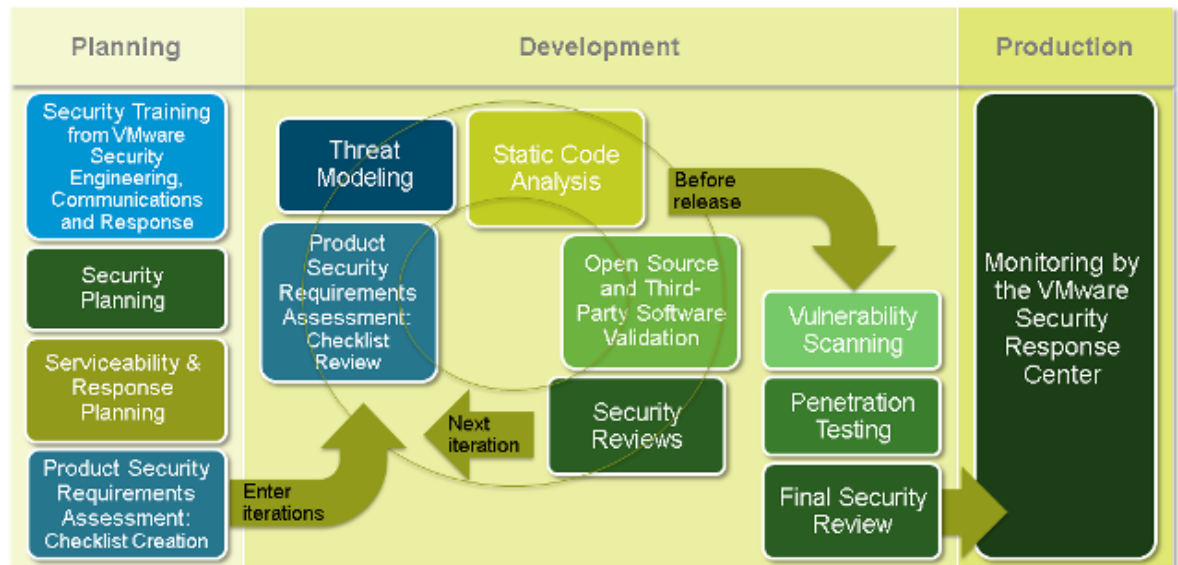 Planning
Development
Production
Security Training
from VMware
Security
Engineering,
Communications
and Response
Security
Planning
Serviceability &
Response
Planning
Product Security
Requirements
Assessment:
Checklist Creation
Enter
iterations
Threat
Modeling
Static Code
Analysis
Product
Security
Requirements
Assessment:
Checklist
Review
Open Source
and Third-
Party Software
Validation
Next
iteration
Security
Reviews
Before
release
Vulnerability
Scanning
Penetration
Testing
Final Security
Review
Monitoring by
the VMware
Security
Response
Center